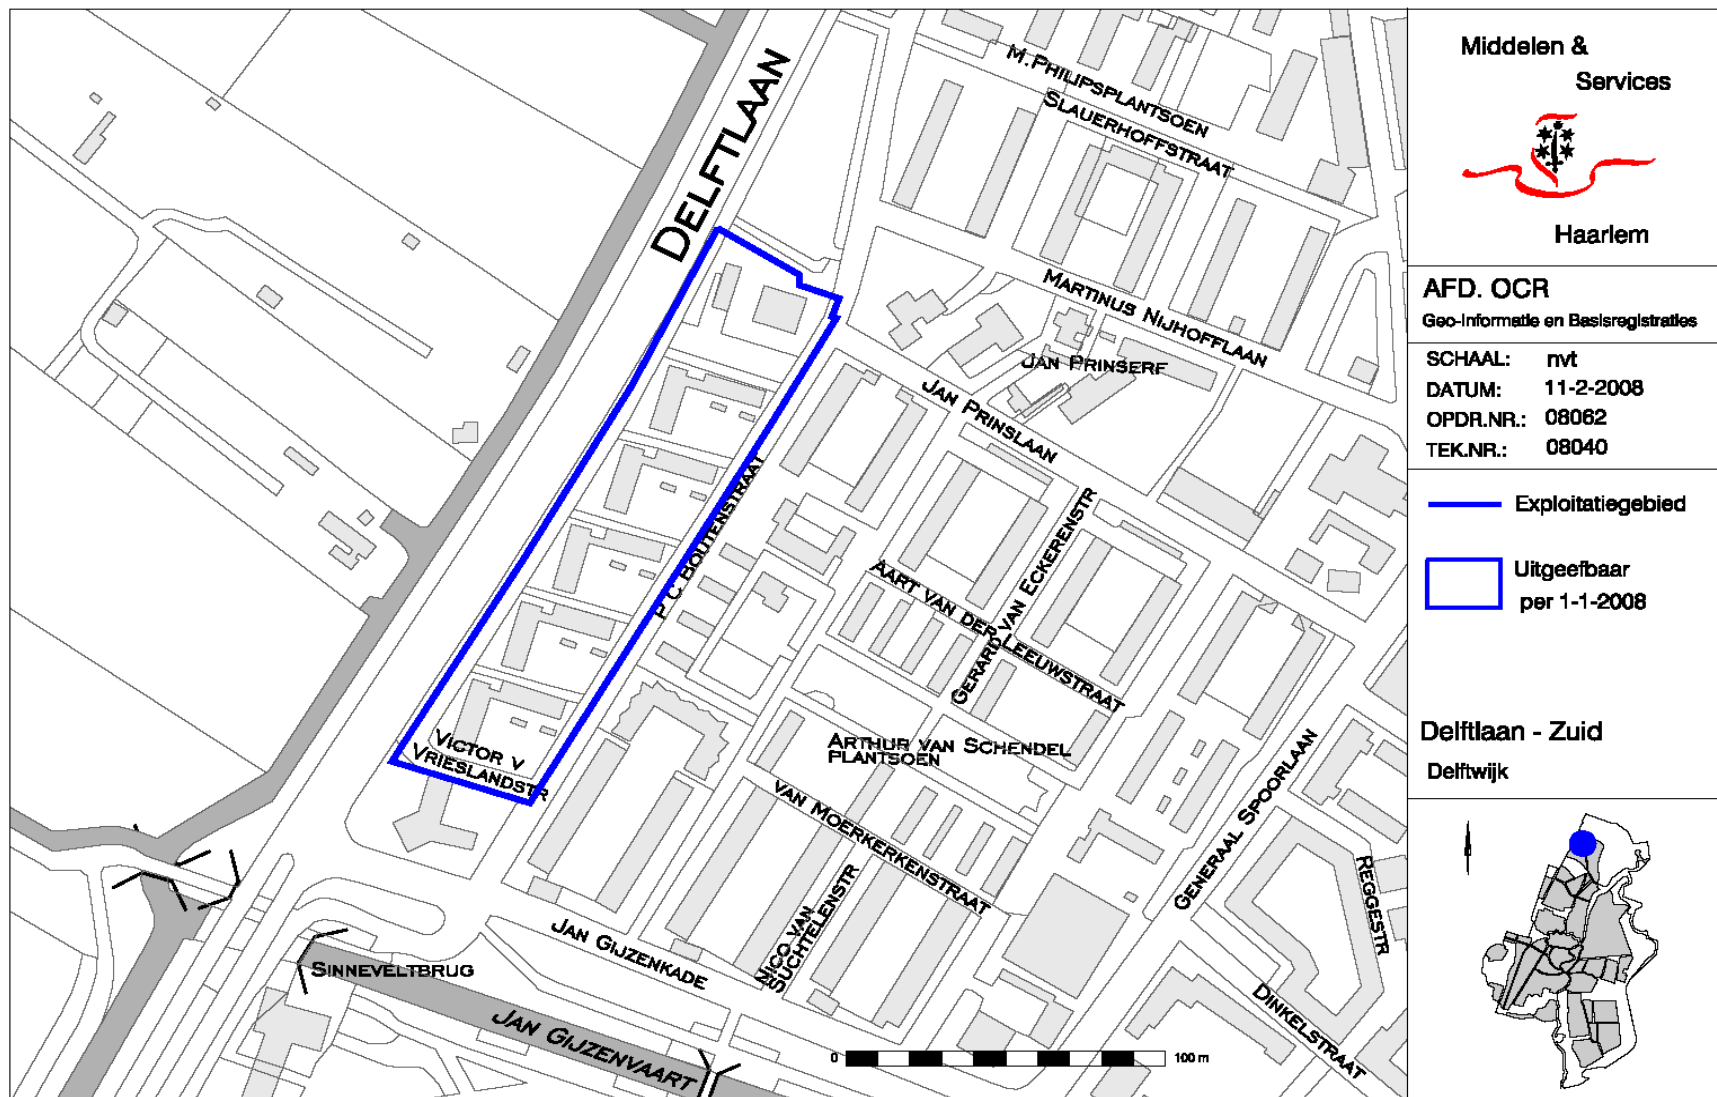 DELFTLAAN
M. PHILIPSPLANTSOEN
SLAUERHOFFSTRAAT
MARTINUS NIJHOFFLAAN
JAN PRINSERF
JAN PRINSLAAN
P C BOUTENSTRAAT
GERARD VAN ECKERENSTR
AART VAN DER LEEUWSTRAAT
VICTOR V
VRIESLANDSTR
ARTHUR VAN SCHENDEL
PLANTSOEN
VAN MOERKERKENSTRAAT
GENERAAL SPOORLAAN
REGGESTR
NICO VAN
SUCHTELENSTR
JAN GIJZENKADE
SINNEVELTBRUG
JAN GIJZENVAART
DINKELSTRAAT
0 100 m
Middelen &
Services
Haarlem
AFD. OCR
Geo-Informatie en Basisregistraties
SCHAAL: nvt
DATUM: 11-2-2008
OPDR.NR.: 08062
TEK.NR.: 08040
Exploitatiegebied
Uitgeefbaar
per 1-1-2008
Delftlaan - Zuid
Delftwijk